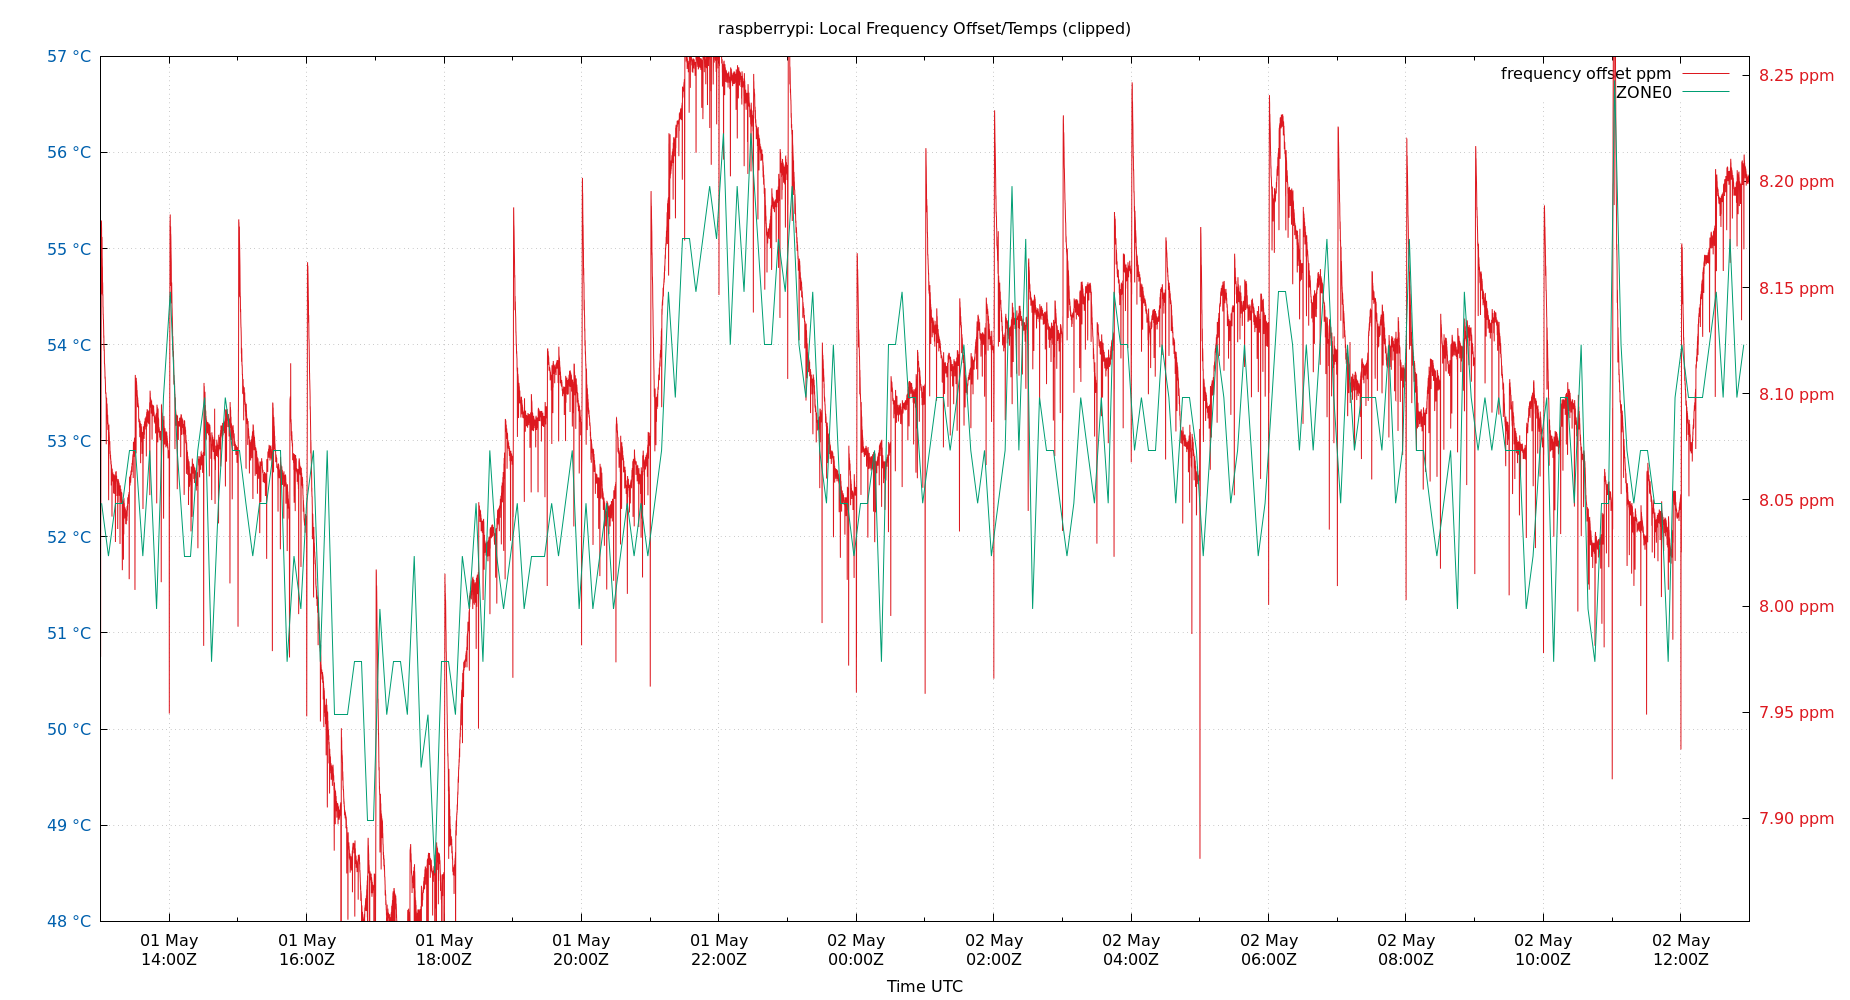 raspberrypi: Local Frequency Offset/Temps (clipped)
frequency offset ppm
ZONE0
57 °C
56 °C
55 °C
54 °C
53 °C
52 °C
51 °C
50 °C
49 °C
48 °C
8.25 ppm
8.20 ppm
8.15 ppm
8.10 ppm
8.05 ppm
8.00 ppm
7.95 ppm
7.90 ppm
01 May
14:00Z
01 May
16:00Z
01 May
18:00Z
01 May
20:00Z
01 May
22:00Z
02 May
00:00Z
02 May
02:00Z
02 May
04:00Z
02 May
06:00Z
02 May
08:00Z
02 May
10:00Z
02 May
12:00Z
Time UTC